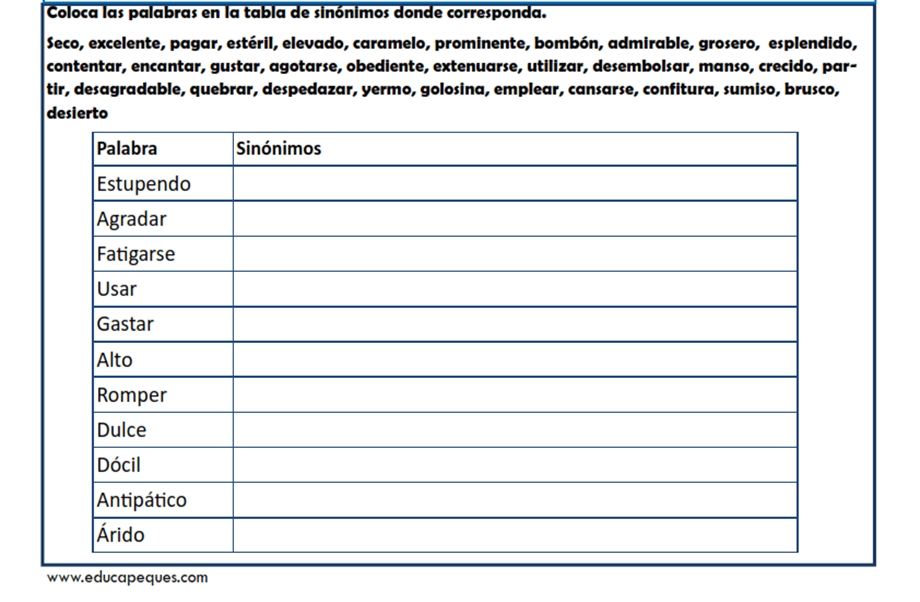 Coloca las palabras en la tabla de sinónimos donde corresponda.
Seco, excelente, pagar, estéril, elevado, caramelo, prominente, bombón, admirable, grosero, esplendido,
contentar, encantar, gustar, agotarse, obediente, extenuarse, utilizar, desembolsar, manso, crecido, par-
tir, desagradable, quebrar, despedazar, yermo, golosina, emplear, cansarse, confitura, sumiso, brusco,
desierto
Palabra Sinónimos
Estupendo
Agradar
Fatigarse
Usar
Gastar
Alto
Romper
Dulce
Dócil
Antipático
Árido
www.educapeques.com